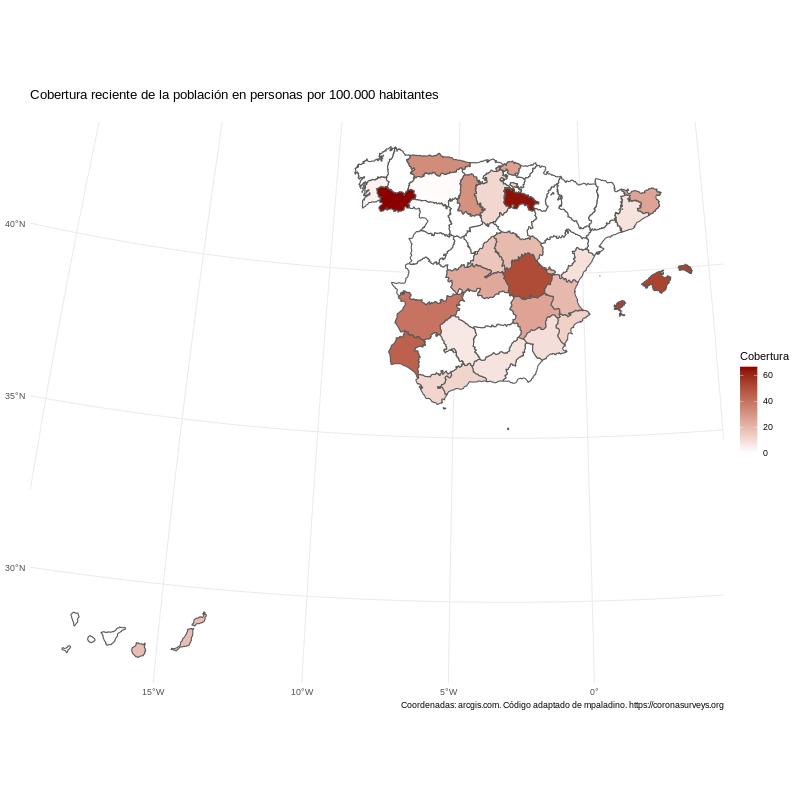 Cobertura reciente de la población en personas por 100.000 habitantes
40°N
35°N
30°N
15°W
10°W
5°W
0°
Cobertura
60
40
20
0
Coordenadas: arcgis.com. Código adaptado de mpaladino. https://coronasurveys.org